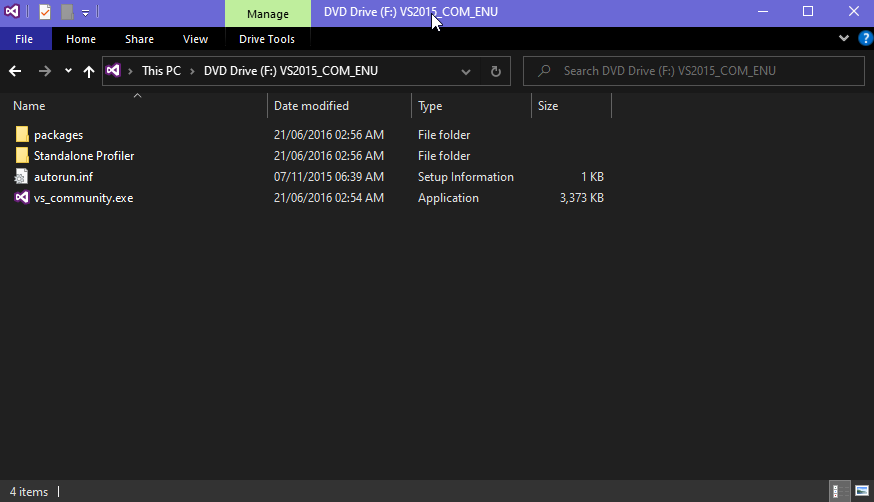 Manage
DVD Drive (F:) VS2015_COM_ENU
File
Home
Share
View
Drive Tools
This PC
DVD Drive (F:) VS2015_COM_ENU
Search DVD Drive (F:) VS2015_COM_ENU
Name Date modified Type Size
packages 21/06/2016 02:56 AM File folder
Standalone Profiler 21/06/2016 02:56 AM File folder
autorun.inf 07/11/2015 06:39 AM Setup Information 1 KB
vs_community.exe 21/06/2016 02:54 AM Application 3,373 KB
4 items